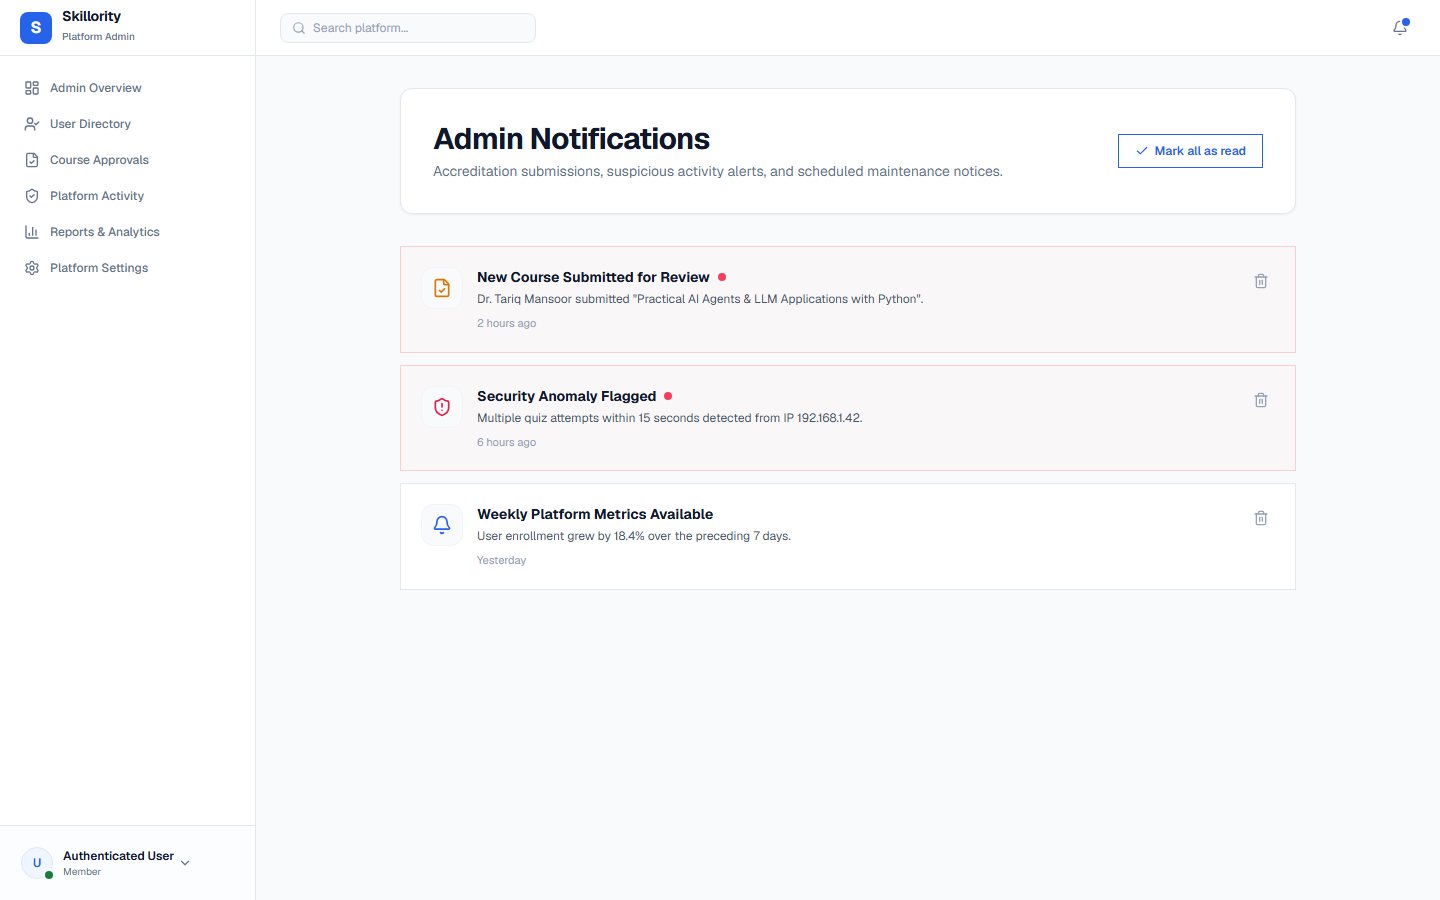 S
Skillority
Platform Admin
Search platform...
Admin Overview
User Directory
Course Approvals
Platform Activity
Reports & Analytics
Platform Settings
Admin Notifications
Accreditation submissions, suspicious activity alerts, and scheduled maintenance notices.
Mark all as read
New Course Submitted for Review
Dr. Tariq Mansoor submitted "Practical AI Agents & LLM Applications with Python".
2 hours ago
Security Anomaly Flagged
Multiple quiz attempts within 15 seconds detected from IP 192.168.1.42.
6 hours ago
Weekly Platform Metrics Available
User enrollment grew by 18.4% over the preceding 7 days.
Yesterday
U
Authenticated User
Member